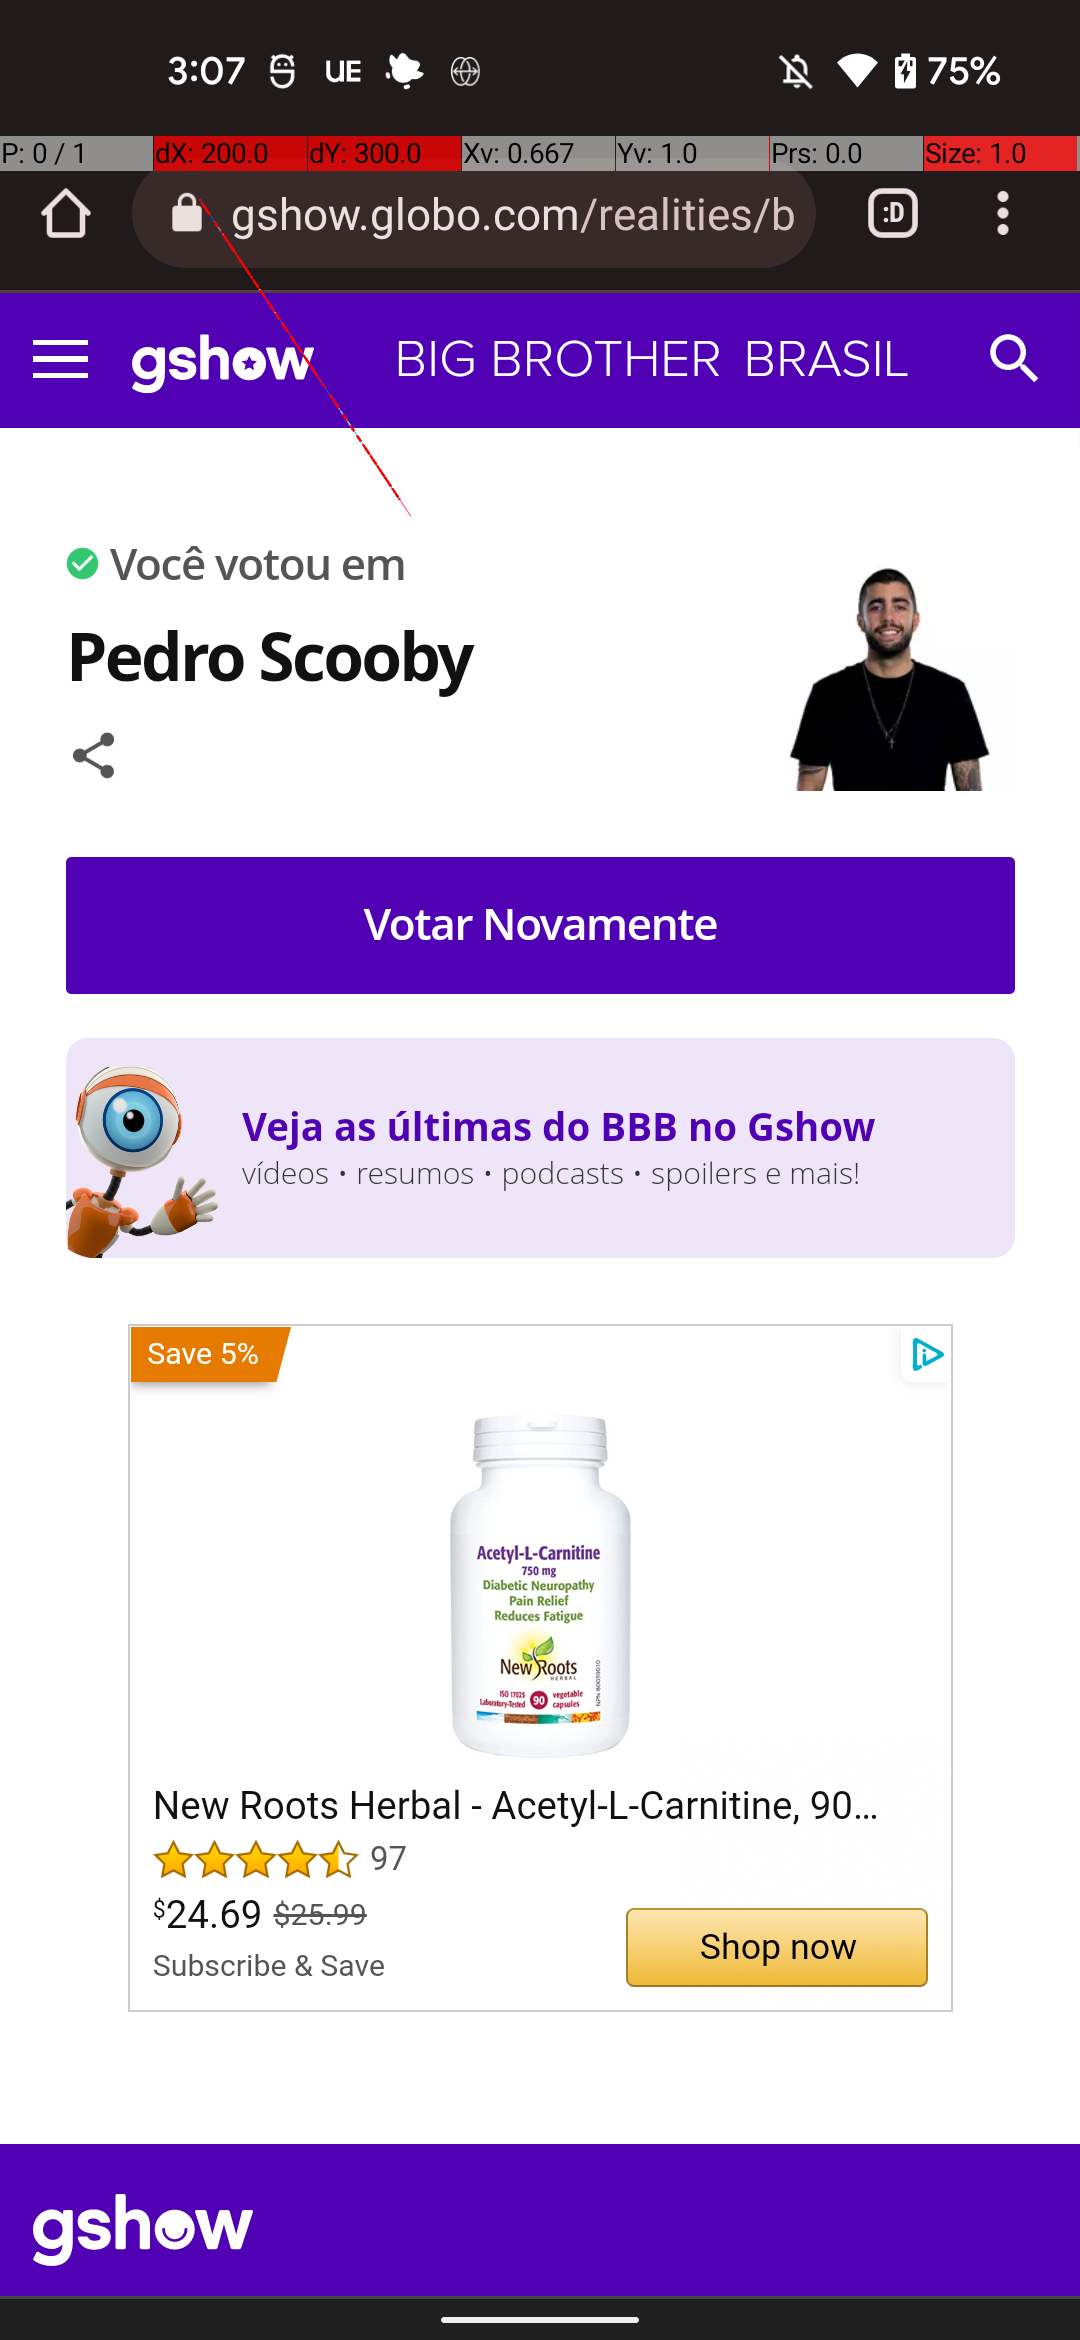 3:07 UE 75%
P: 0 / 1 dX: 200.0 dY: 300.0 Xv: 0.667 Yv: 1.0 Prs: 0.0 Size: 1.0
gshow.globo.com/realities/b :D
gshow BIG BROTHER BRASIL
Você votou em
Pedro Scooby
Votar Novamente
Veja as últimas do BBB no Gshow
vídeos • resumos • podcasts • spoilers e mais!
Save 5%
Acetyl-L-Carnitine
750 mg
Diabetic Neuropathy
Pain Relief
Reduces Fatigue
New Roots
HERBAL
ISO 17025
Laboratory-Tested
90
vegetable
capsules
New Roots Herbal - Acetyl-L-Carnitine, 90...
97
$24.69 $25.99
Subscribe & Save
Shop now
gshow